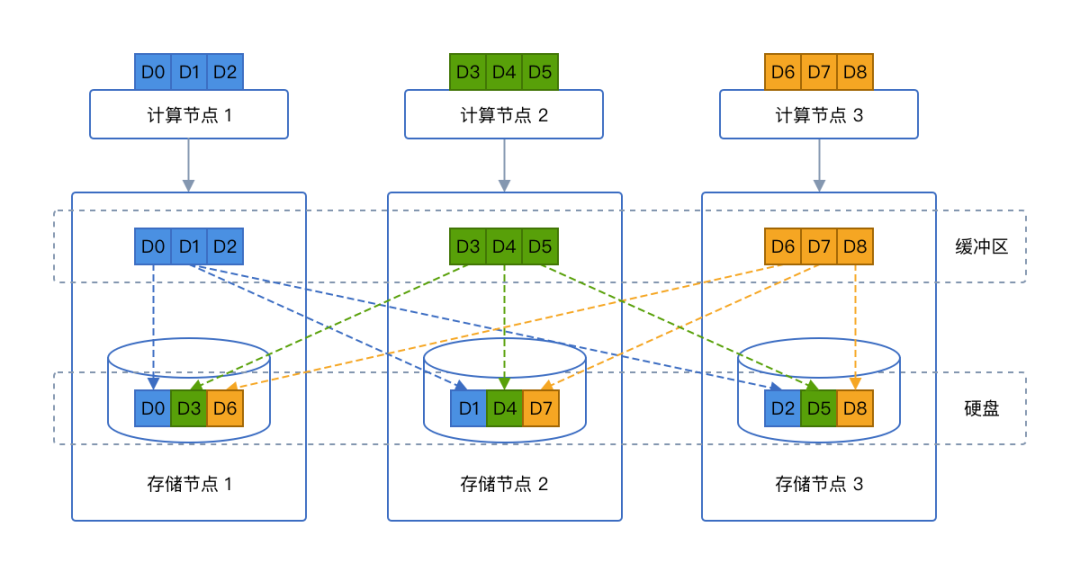 D0 D1 D2 D3 D4 D5 D6 D7 D8
计算节点 1 计算节点 2 计算节点 3
D0 D1 D2 D3 D4 D5 D6 D7 D8 缓冲区
D0 D3 D6 D1 D4 D7 D2 D5 D8 硬盘
存储节点 1 存储节点 2 存储节点 3